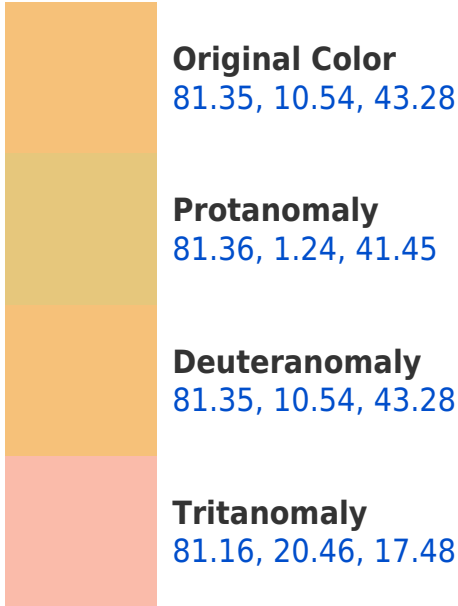 Original Color
81.35, 10.54, 43.28
Protanomaly
81.36, 1.24, 41.45
Deuteranomaly
81.35, 10.54, 43.28
Tritanomaly
81.16, 20.46, 17.48